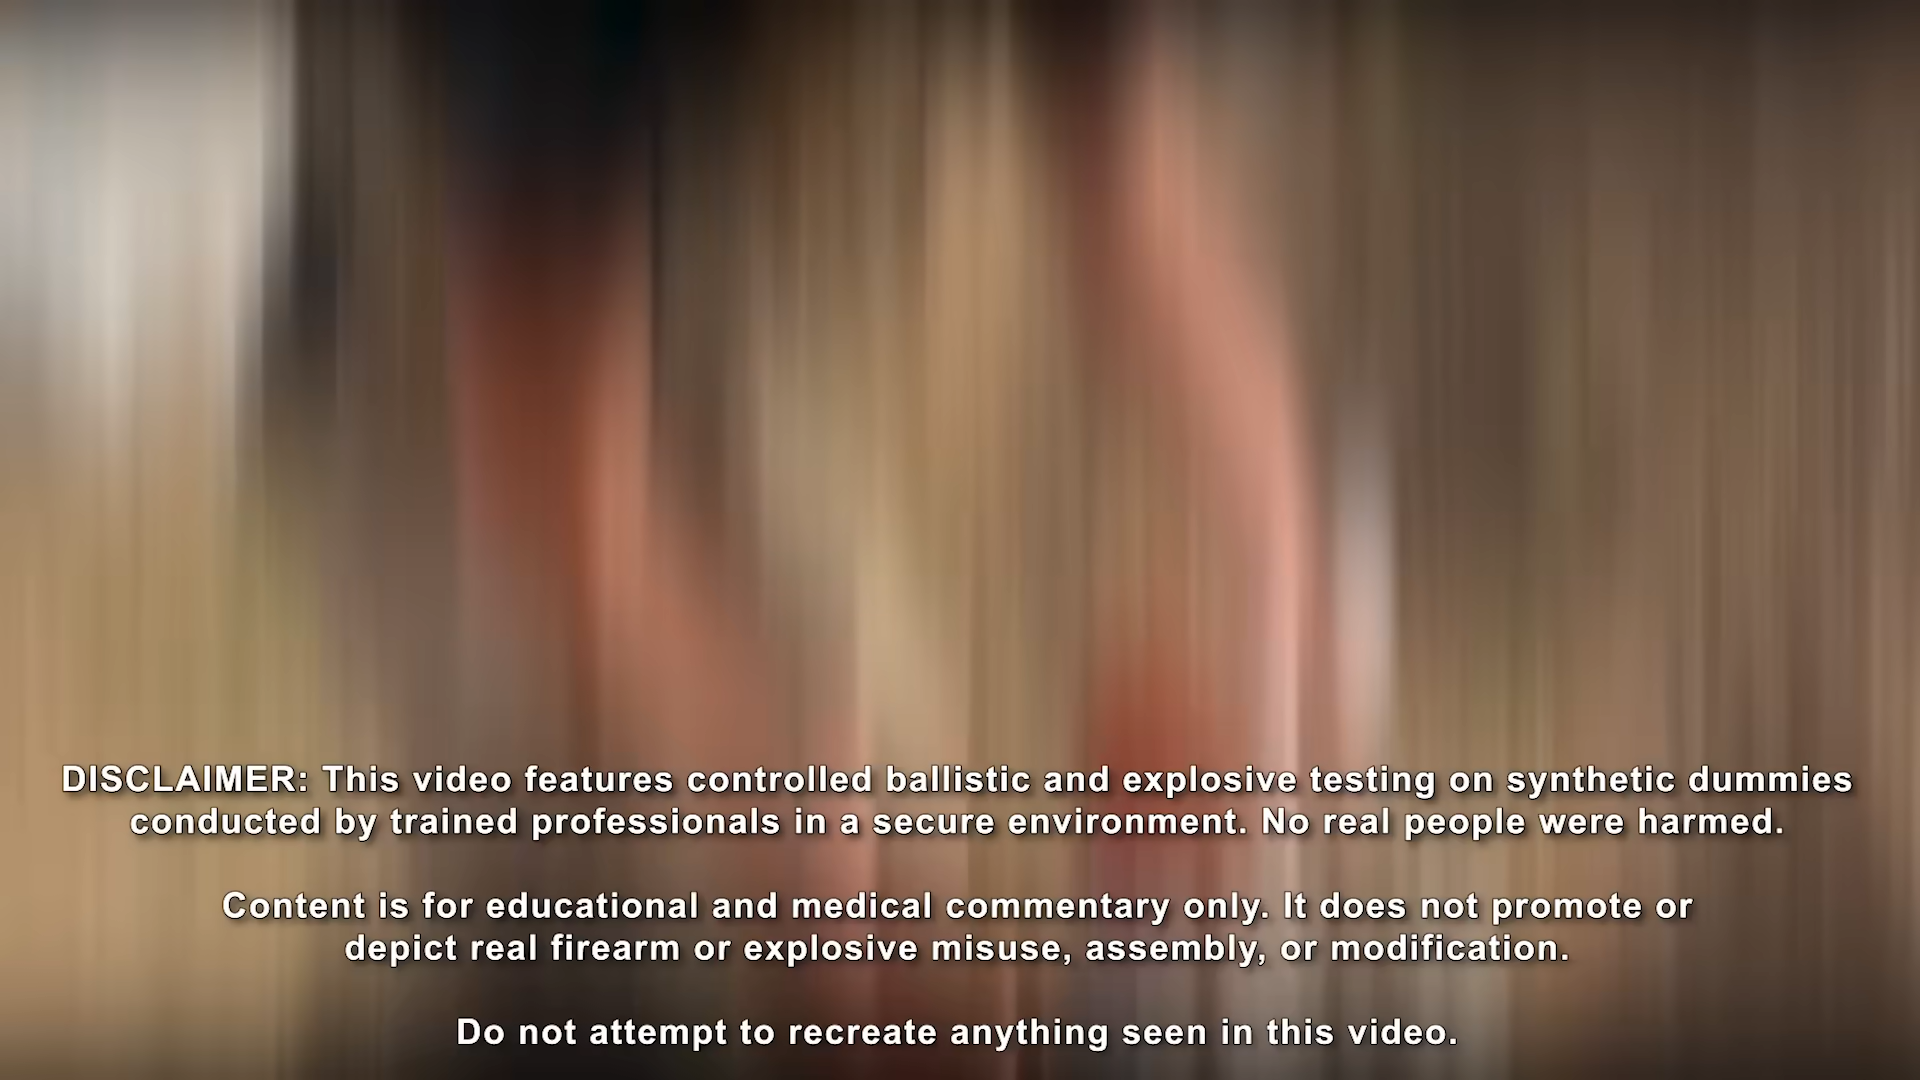 DISCLAIMER: This video features controlled ballistic and explosive testing on synthetic dummies
conducted by trained professionals in a secure environment. No real people were harmed.
Content is for educational and medical commentary only. It does not promote or
depict real firearm or explosive misuse, assembly, or modification.
Do not attempt to recreate anything seen in this video.